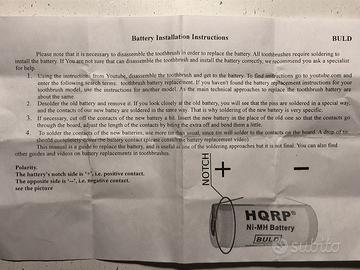 Battery Installation Instructions
BULD
Please note that it is necessary to disassemble the toothbrush in order to replace the battery. All toothbrushes require soldering to
install the battery. If You are not sure that can disassemble the toothbrush and install the battery correctly, we recommend you ask a specialist
for help.
1. Using the instructions from Youtube, disassemble the toothbrush and get to the battery. To find instructions go to youtube.com and
enter the following search terms: toothbrush battery replacement. If you haven't found the battery replacement instructions for your
toothbrush model, use the instructions for another model. As the main technical approaches to the toothbrush battery are
about the same.
2. Desolder the old battery and remove it. If you look closely at the old battery, you will see that the pins are soldered in a special way,
and the contacts of our new battery are soldered in the same way. That is why soldering of the new battery is very specific.
3. If necessary, cut off the contacts of the new battery a bit. Insert the new battery in the place of the old one so that the contacts go
through the board, adjust the length of the contacts by biting the extra off and bend them a little.
4. To solder the contacts of the new batteries, use more tin than usual, since tin will solder to the contacts on the board. A drop of tin
should completely cover the battery contact (please consult the battery replacement video)
This manual is a guide to replace the battery, and is useful as one of the soldering approaches but it is not final. You can also find
other guides and videos on battery replacements in toothbrushes.
Polarity.
The battery's notch side is '+', i.e. positive contact.
The opposite side is '–', i.e. negative contact.
see the picture
NOTCH
+
−
HQRP®
Ni-MH Battery
BULD
subito